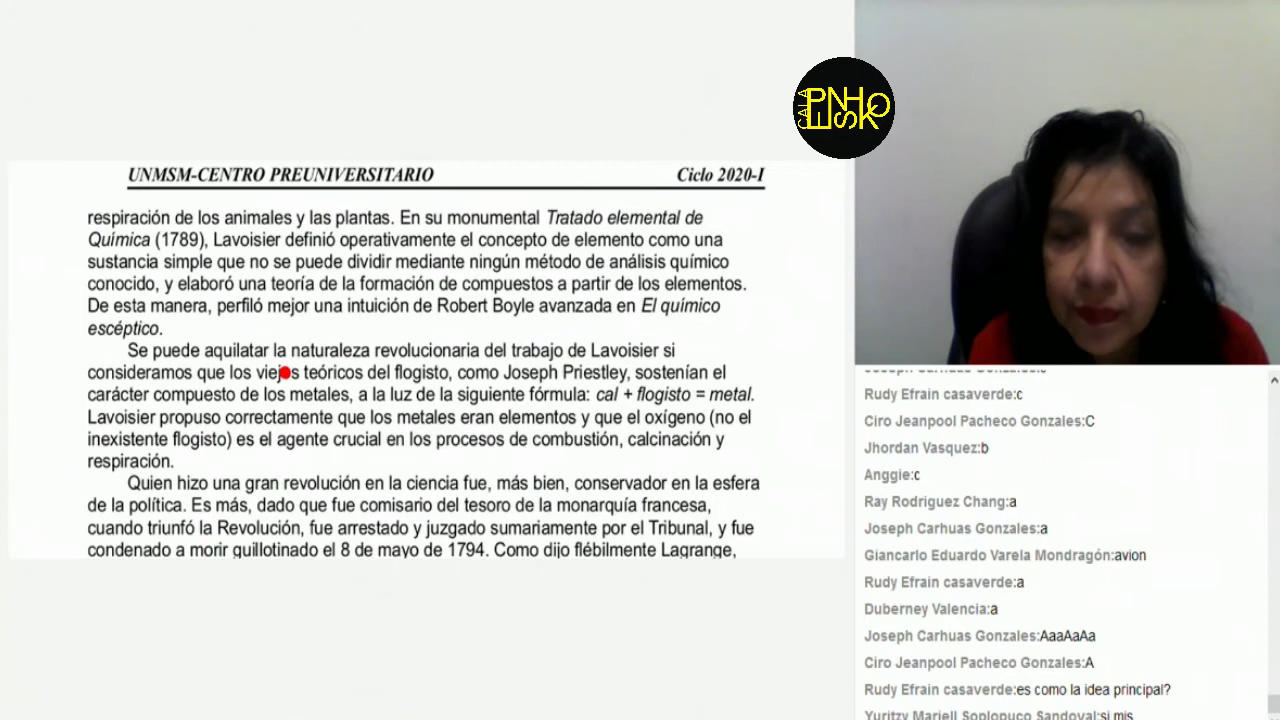 CALA
PENHSKO
UNMSM-CENTRO PREUNIVERSITARIO Ciclo 2020-I
respiración de los animales y las plantas. En su monumental Tratado elemental de
Química (1789), Lavoisier definió operativamente el concepto de elemento como una
sustancia simple que no se puede dividir mediante ningún método de análisis químico
conocido, y elaboró una teoría de la formación de compuestos a partir de los elementos.
De esta manera, perfiló mejor una intuición de Robert Boyle avanzada en El químico
escéptico.
Se puede aquilatar la naturaleza revolucionaria del trabajo de Lavoisier si
consideramos que los viejos teóricos del flogisto, como Joseph Priestley, sostenían el
carácter compuesto de los metales, a la luz de la siguiente fórmula: cal + flogisto = metal.
Lavoisier propuso correctamente que los metales eran elementos y que el oxígeno (no el
inexistente flogisto) es el agente crucial en los procesos de combustión, calcinación y
respiración.
Quien hizo una gran revolución en la ciencia fue, más bien, conservador en la esfera
de la política. Es más, dado que fue comisario del tesoro de la monarquía francesa,
cuando triunfó la Revolución, fue arrestado y juzgado sumariamente por el Tribunal, y fue
condenado a morir guillotinado el 8 de mayo de 1794. Como dijo flébilmente Lagrange,
Joseph Carhuas Gonzales:c
Rudy Efrain casaverde:c
Ciro Jeanpool Pacheco Gonzales:C
Jhordan Vasquez:b
Anggie:c
Ray Rodriguez Chang:a
Joseph Carhuas Gonzales:a
Giancarlo Eduardo Varela Mondragón:avion
Rudy Efrain casaverde:a
Duberney Valencia:a
Joseph Carhuas Gonzales:AaaAaAa
Ciro Jeanpool Pacheco Gonzales:A
Rudy Efrain casaverde:es como la idea principal?
Yuritzy Mariell Soplopuco Sandoval:si mis